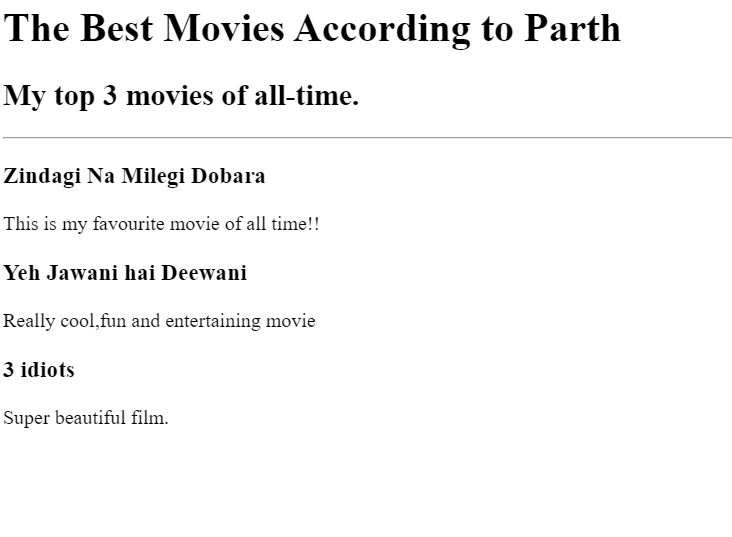 The Best Movies According to Parth
My top 3 movies of all-time.
Zindagi Na Milegi Dobara
This is my favourite movie of all time!!
Yeh Jawani hai Deewani
Really cool,fun and entertaining movie
3 idiots
Super beautiful film.